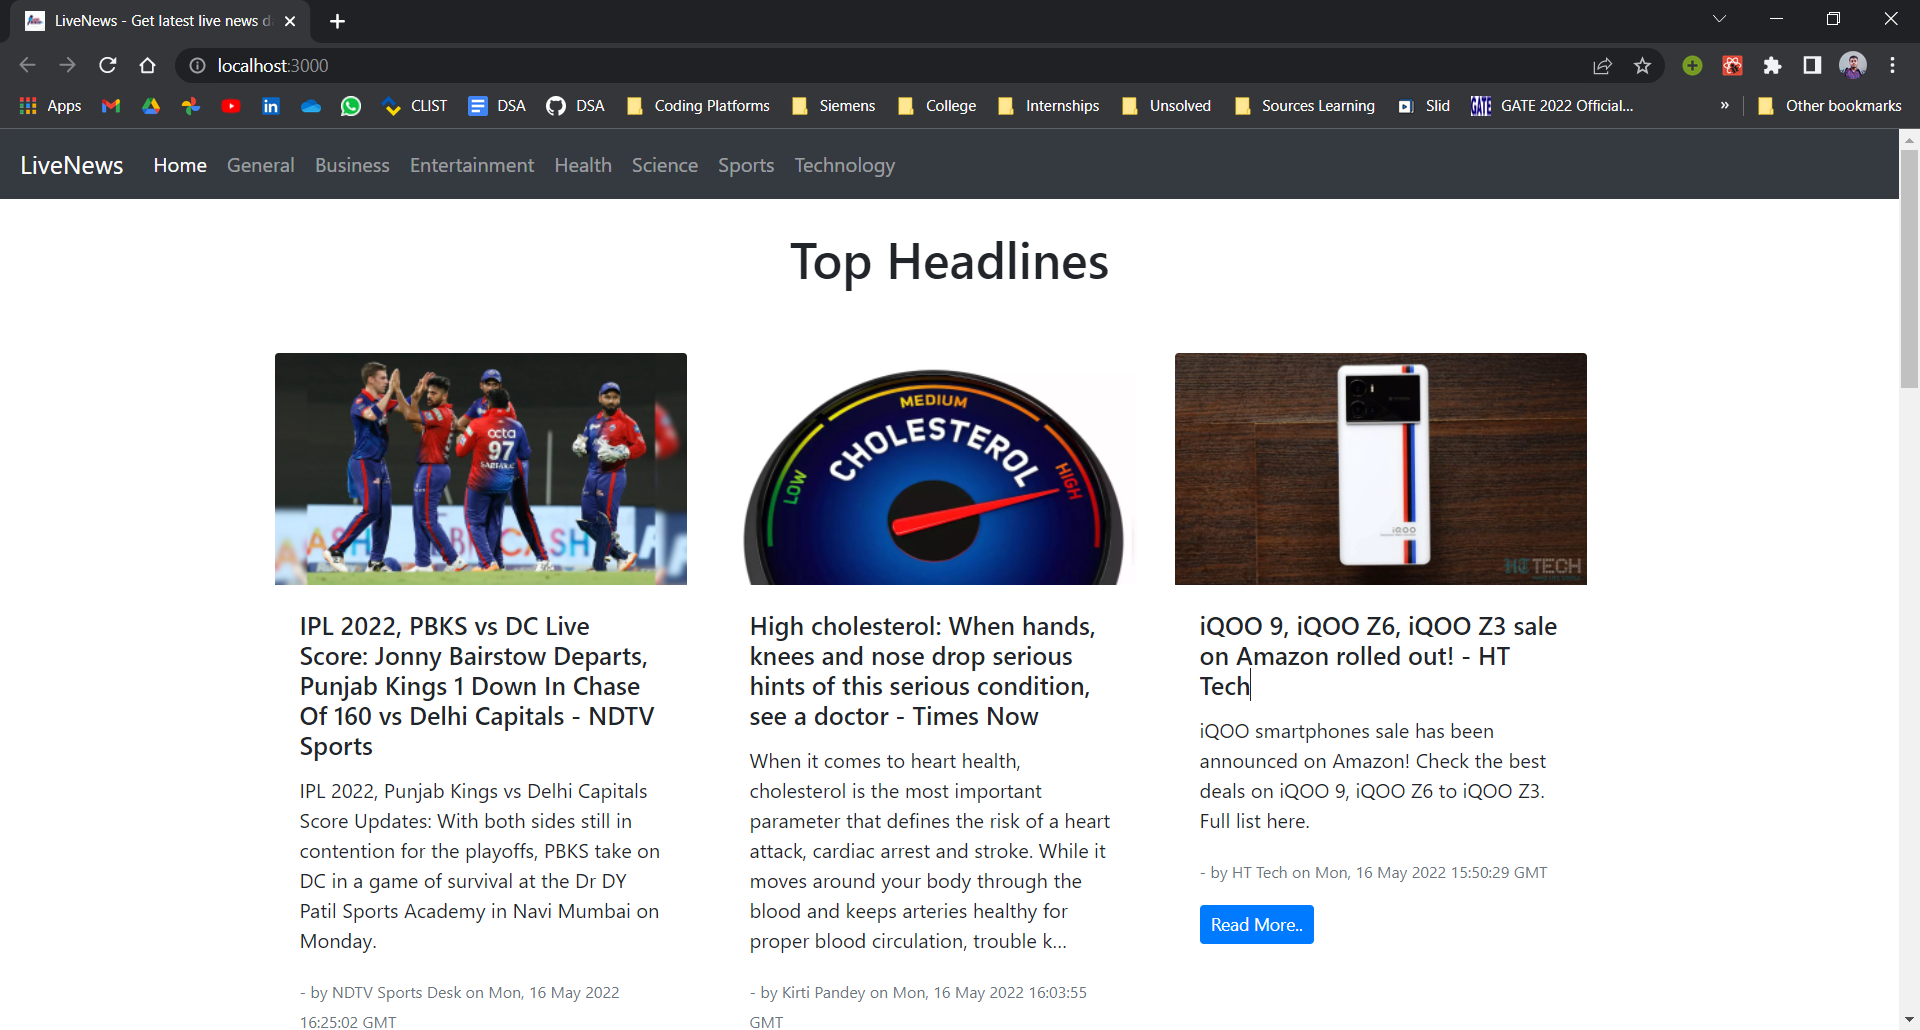 LiveNews - Get latest live news d
localhost:3000
Apps
CLIST
DSA
DSA
Coding Platforms
Siemens
College
Internships
Unsolved
Sources Learning
Slid
GATE
GATE 2022 Official...
»
Other bookmarks
LiveNews Home General Business Entertainment Health Science Sports Technology
Top Headlines
octa
97
CASH
IPL 2022, PBKS vs DC Live
Score: Jonny Bairstow Departs,
Punjab Kings 1 Down In Chase
Of 160 vs Delhi Capitals - NDTV
Sports
IPL 2022, Punjab Kings vs Delhi Capitals
Score Updates: With both sides still in
contention for the playoffs, PBKS take on
DC in a game of survival at the Dr DY
Patil Sports Academy in Navi Mumbai on
Monday.
- by NDTV Sports Desk on Mon, 16 May 2022
16:25:02 GMT
MEDIUM
CHOLESTEROL
LOW
HIGH
High cholesterol: When hands,
knees and nose drop serious
hints of this serious condition,
see a doctor - Times Now
When it comes to heart health,
cholesterol is the most important
parameter that defines the risk of a heart
attack, cardiac arrest and stroke. While it
moves around your body through the
blood and keeps arteries healthy for
proper blood circulation, trouble k...
- by Kirti Pandey on Mon, 16 May 2022 16:03:55
GMT
iQOO
HT TECH
iQOO 9, iQOO Z6, iQOO Z3 sale
on Amazon rolled out! - HT
Tech
iQOO smartphones sale has been
announced on Amazon! Check the best
deals on iQOO 9, iQOO Z6 to iQOO Z3.
Full list here.
- by HT Tech on Mon, 16 May 2022 15:50:29 GMT
Read More..